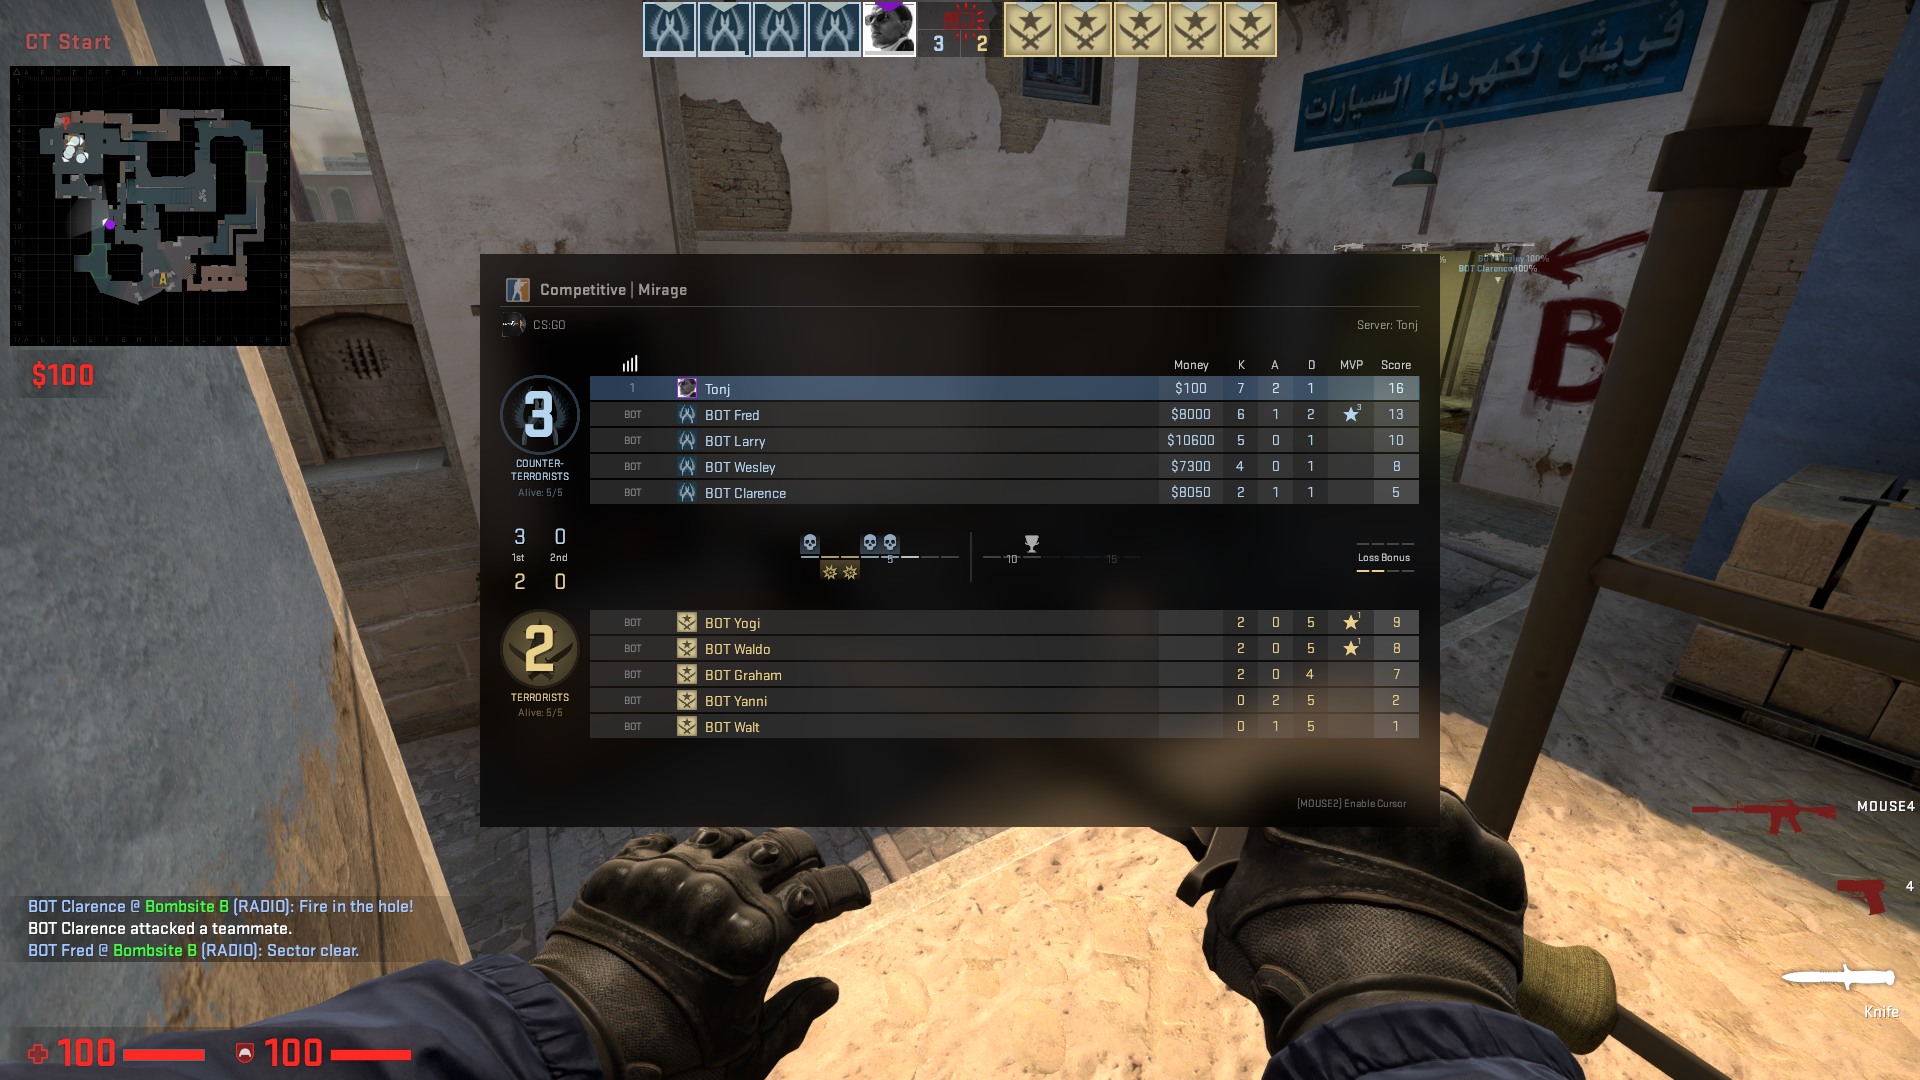 CT Start
3 2
قويش لكهرباء السيارات
$100
BOT Clarence 100%
B
Competitive | Mirage
CS:GO
Server: Tonj
Money K A D MVP Score
1 Tonj $100 7 2 1 16
BOT BOT Fred $8000 6 1 2 3 13
BOT BOT Larry $10600 5 0 1 10
BOT BOT Wesley $7300 4 0 1 8
BOT BOT Clarence $8050 2 1 1 5
3
COUNTER-
TERRORISTS
Alive: 5/5
3 0
1st 2nd
2 0
5 10 15
Loss Bonus
2
TERRORISTS
Alive: 5/5
BOT BOT Yogi 2 0 5 1 9
BOT BOT Waldo 2 0 5 1 8
BOT BOT Graham 2 0 4 7
BOT BOT Yanni 0 2 5 2
BOT BOT Walt 0 1 5 1
[MOUSE2] Enable Cursor
MOUSE4
4
Knife
BOT Clarence @ Bombsite B (RADIO): Fire in the hole!
BOT Clarence attacked a teammate.
BOT Fred @ Bombsite B (RADIO): Sector clear.
100 100